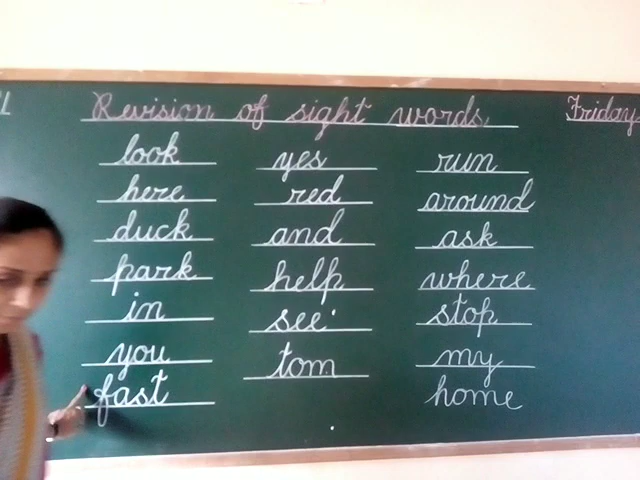 Revision of sight words Friday
look yes run
here red around
duck and ask
park help where
in see stop
you tom my
fast home